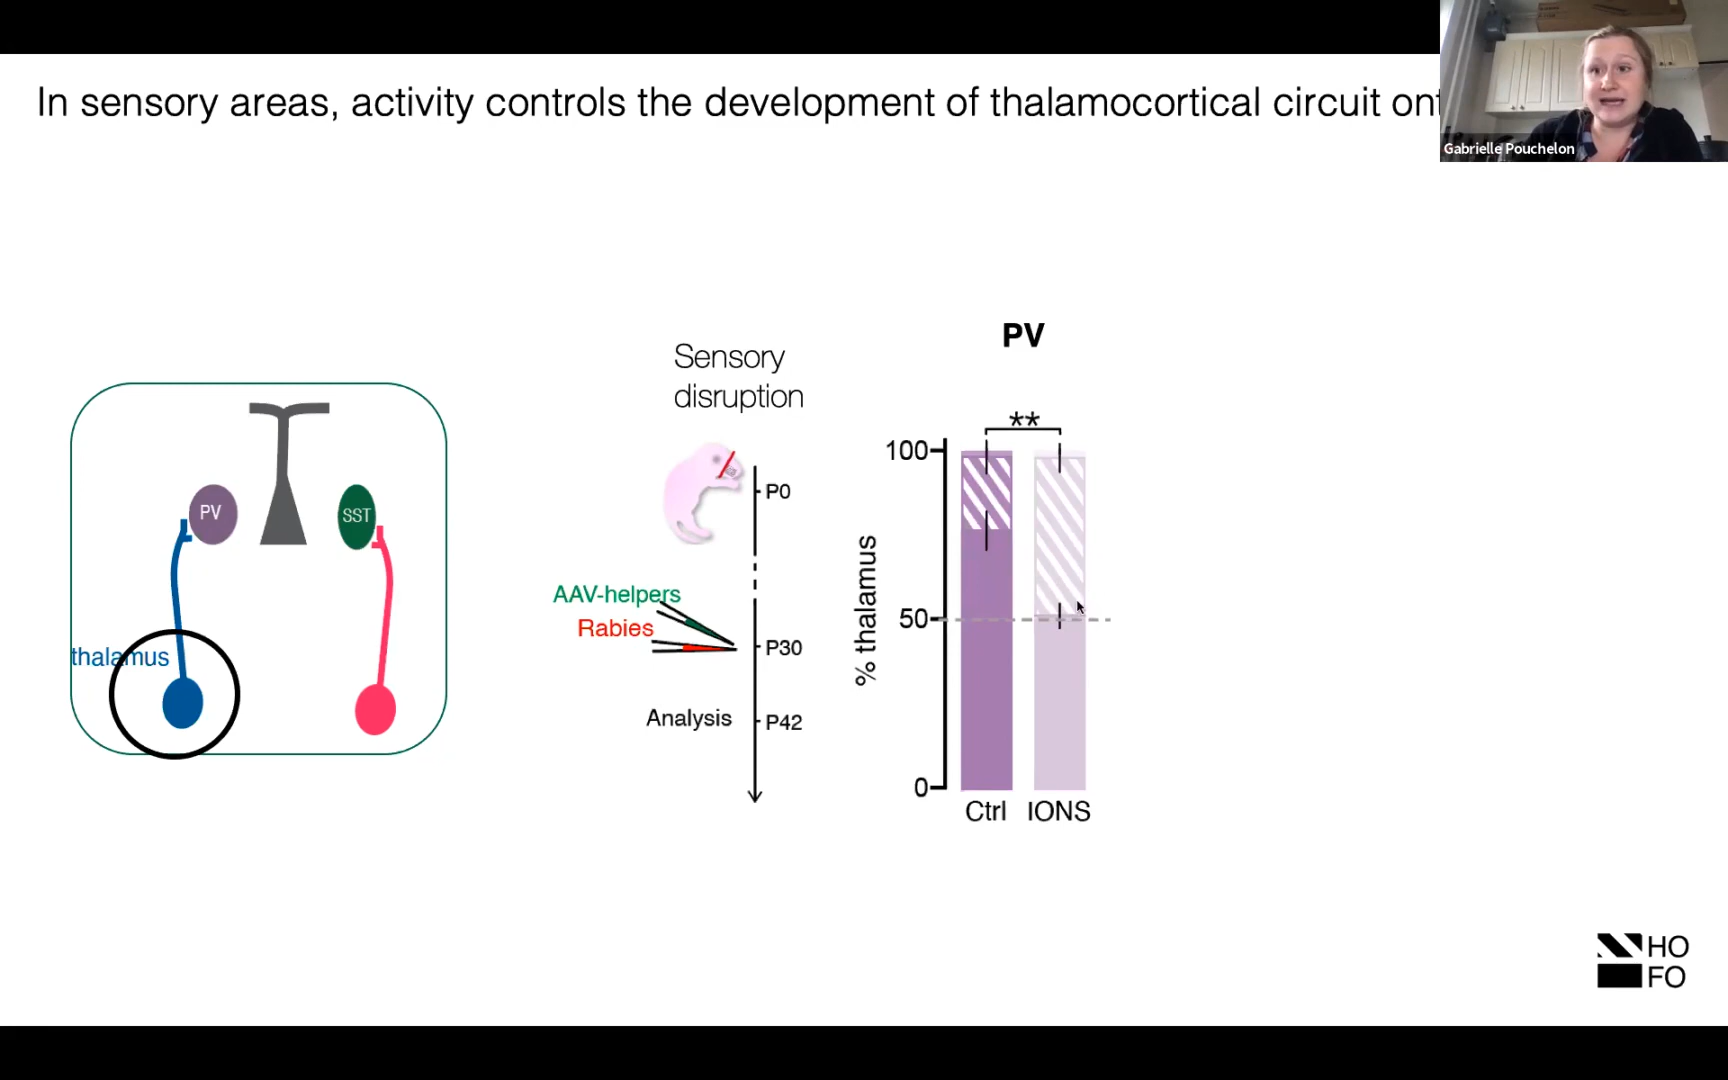 In sensory areas, activity controls the development of thalamocortical circuit
Gabrielle Pouchelon
PV
SST
thalamus
Sensory
disruption
P0
AAV-helpers
Rabies
P30
Analysis
P42
PV
**
100
50
0
% thalamus
Ctrl IONS
HO
FO